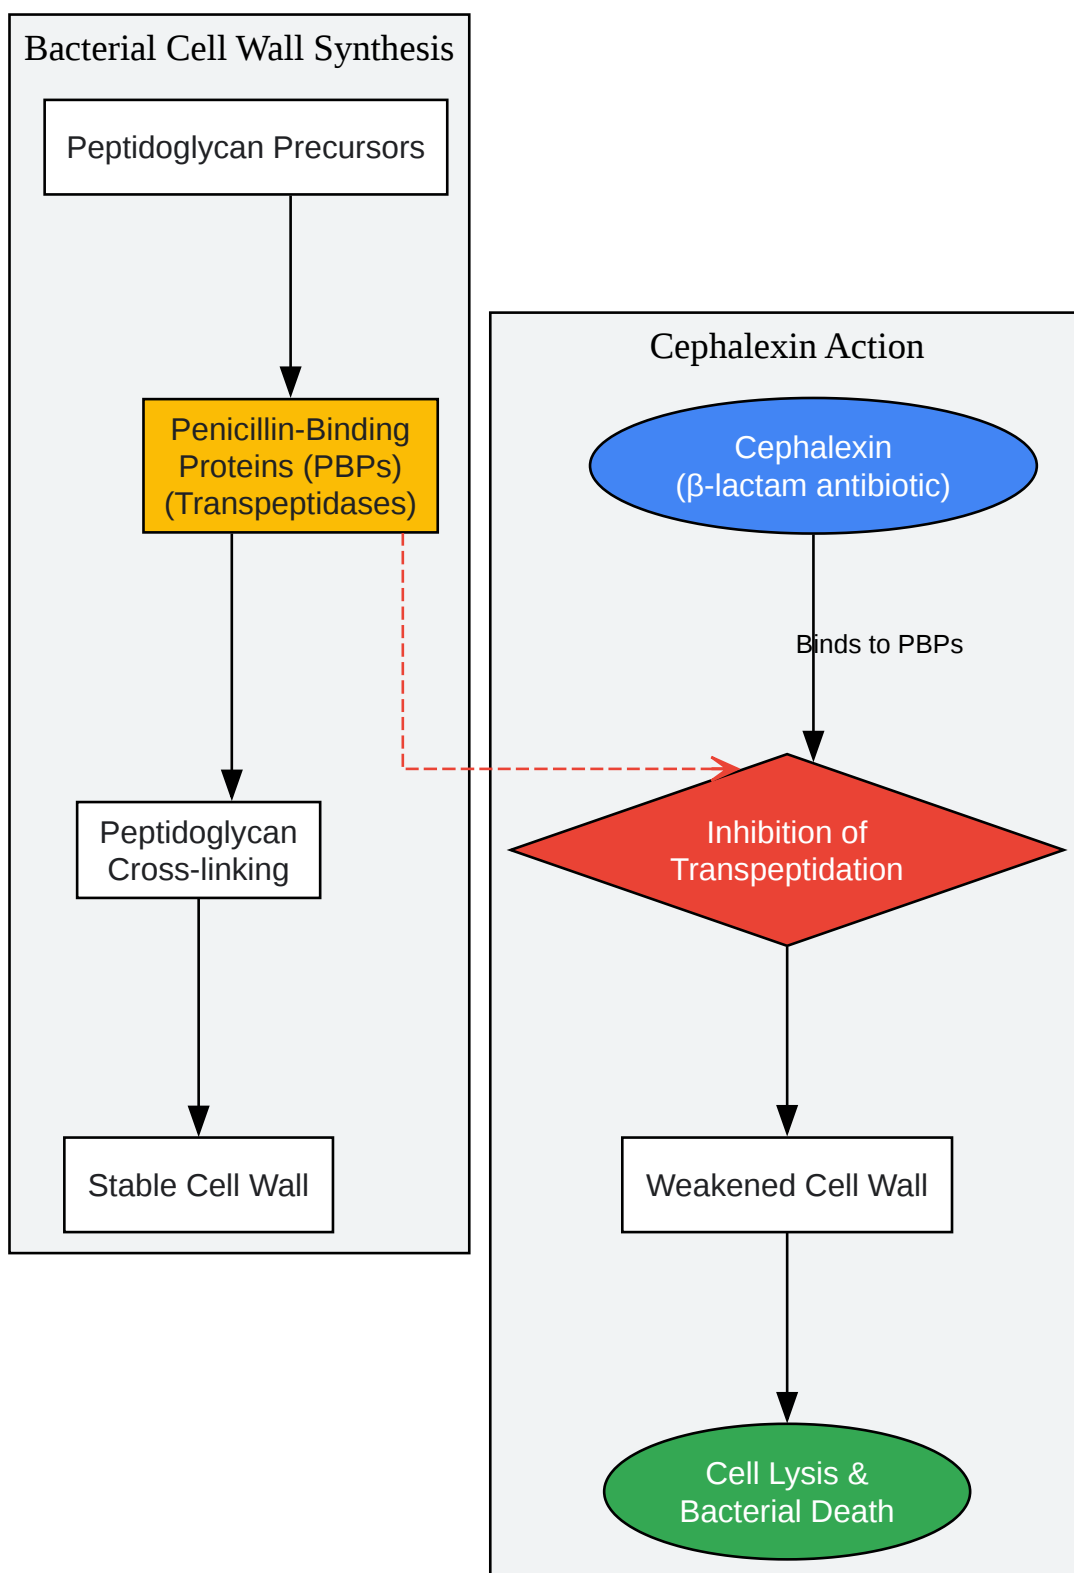 Bacterial Cell Wall Synthesis
Peptidoglycan Precursors
Penicillin-Binding
Proteins (PBPs)
(Transpeptidases)
Peptidoglycan
Cross-linking
Stable Cell Wall
Cephalexin Action
Cephalexin
(β-lactam antibiotic)
Binds to PBPs
Inhibition of
Transpeptidation
Weakened Cell Wall
Cell Lysis &
Bacterial Death